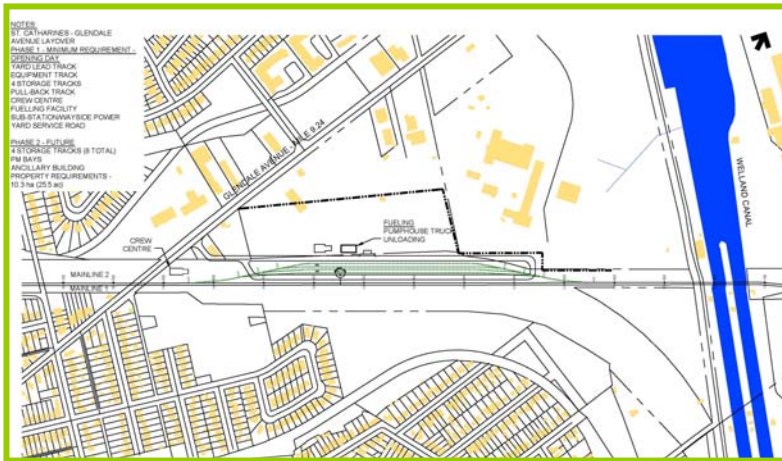 NOTES:
ST. CATHARINES - GLENDALE
AVENUE LAYOVER
PHASE 1 - MINIMUM REQUIREMENT -
OPENING DAY
YARD LEAD TRACK
EQUIPMENT TRACK
4 STORAGE TRACKS
PULL-BACK TRACK
CREW CENTRE
FUELLING FACILITY
SUB-STATION/WAYSIDE POWER
YARD SERVICE ROAD
PHASE 2 - FUTURE
4 STORAGE TRACKS (8 TOTAL)
PM BAYS
ANCILLARY BUILDING
PROPERTY REQUIREMENTS -
10.3 ha (25.5 ac)
GLENDALE AVENUE - MILE 9.24
WELLAND CANAL
FUELING
PUMPHOUSE TRUCK
UNLOADING
CREW
CENTRE
MAINLINE 2
MAINLINE 1